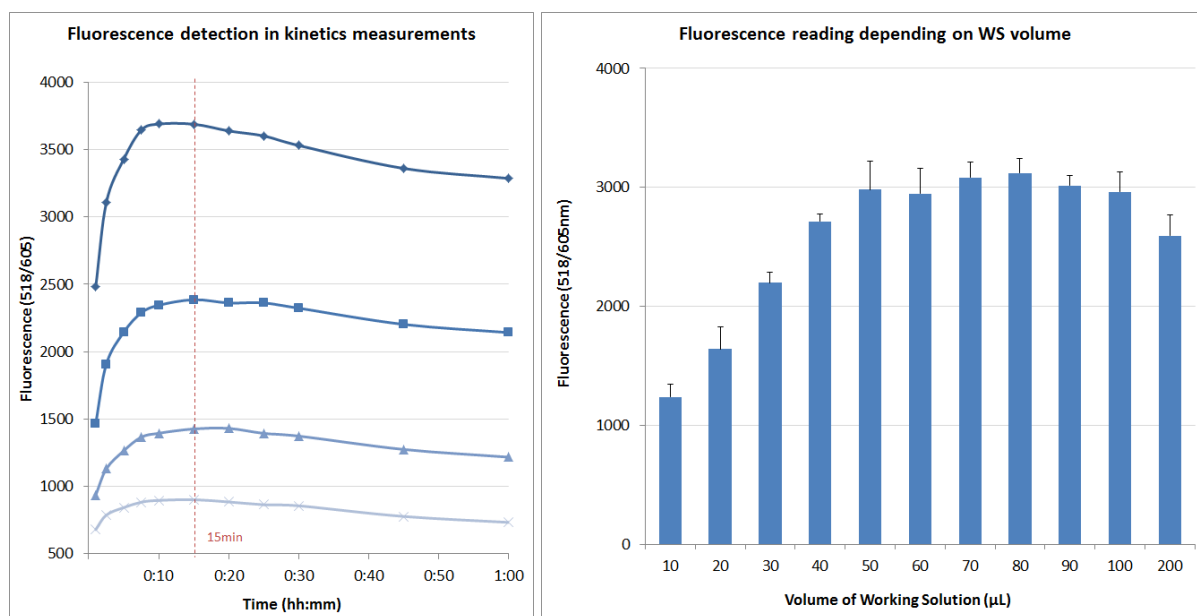 Fluorescence detection in kinetics measurements
Fluorescence (518/605)
4000
3500
3000
2500
2000
1500
1000
500
15min
0:10 0:20 0:30 0:40 0:50 1:00
Time (hh:mm)
Fluorescence reading depending on WS volume
Fluorescence (518/605nm)
4000
3000
2000
1000
0
10 20 30 40 50 60 70 80 90 100 200
Volume of Working Solution (µL)